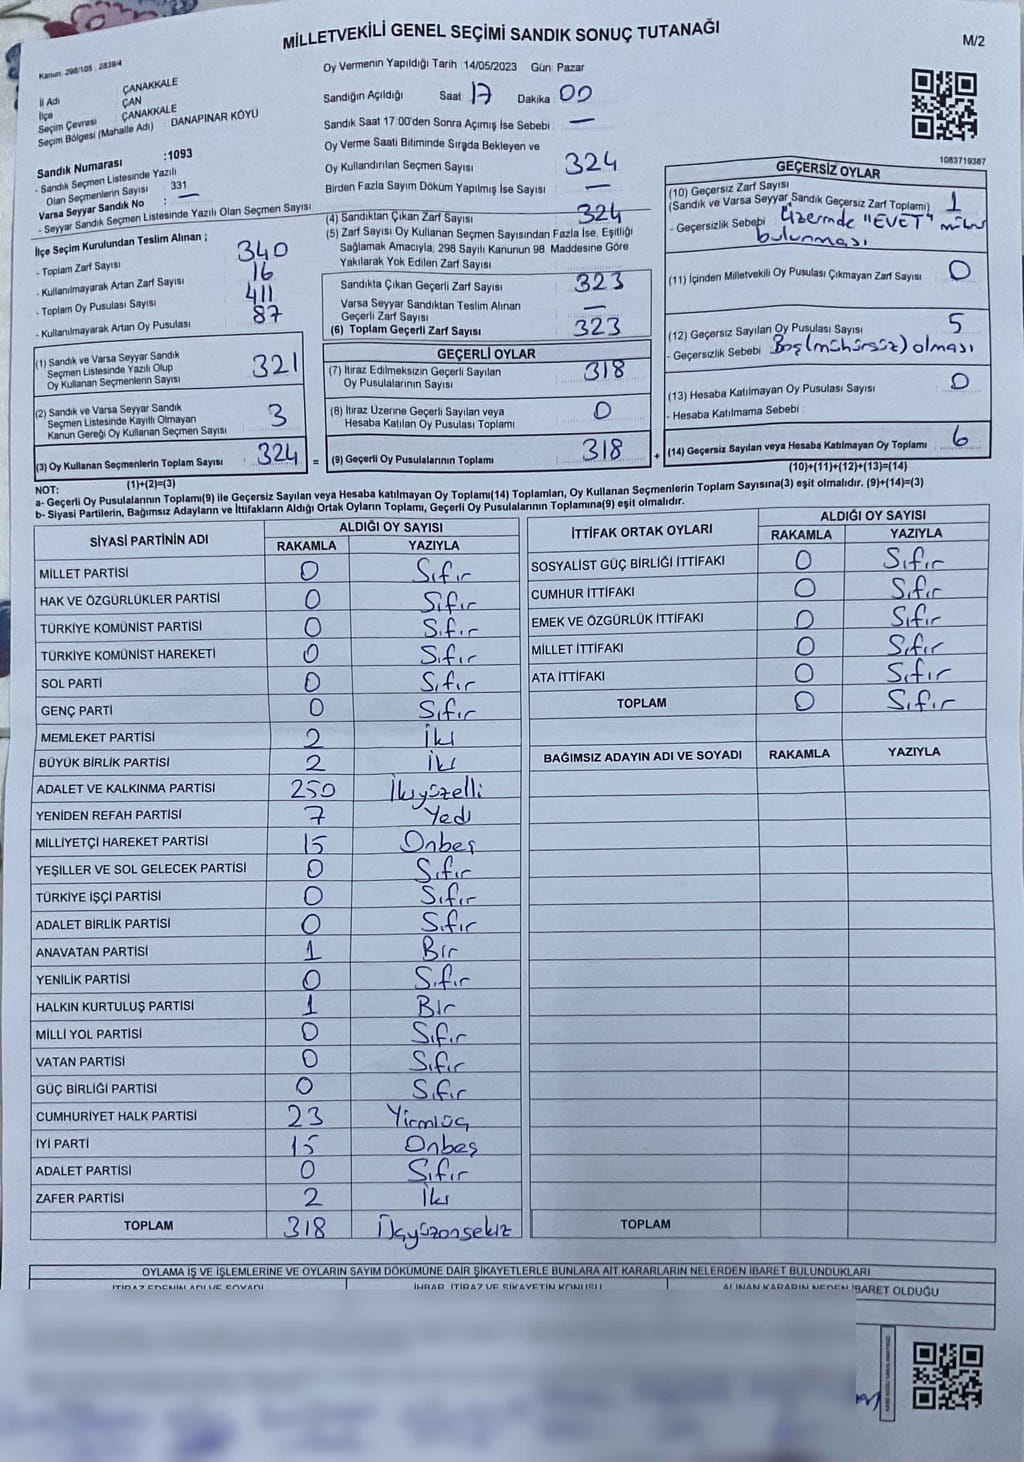 MİLLETVEKİLİ GENEL SEÇİMİ SANDIK SONUÇ TUTANAĞI
M/2
Kanun. 298/105 , 2839/4
İl Adı ÇANAKKALE
İlçe ÇAN
Seçim Çevresi ÇANAKKALE
Seçim Bölgesi (Mahalle Adı) DANAPINAR KÖYÜ
Sandık Numarası :1093
- Sandık Seçmen Listesinde Yazılı
Olan Seçmenlerin Sayısı 331
Varsa Seyyar Sandık No : —
- Seyyar Sandık Seçmen Listesinde Yazılı Olan Seçmen Sayısı
İlçe Seçim Kurulundan Teslim Alınan ;
- Toplam Zarf Sayısı 340
- Kullanılmayarak Artan Zarf Sayısı 16
- Toplam Oy Pusulası Sayısı 411
- Kullanılmayarak Artan Oy Pusulası 87
(1) Sandık ve Varsa Seyyar Sandık
Seçmen Listesinde Yazılı Olup
Oy Kullanan Seçmenlerin Sayısı 321
(2) Sandık ve Varsa Seyyar Sandık
Seçmen Listesinde Kayıtlı Olmayan
Kanun Gereği Oy Kullanan Seçmen Sayısı 3
(3) Oy Kullanan Seçmenlerin Toplam Sayısı 324
(1)+(2)=(3)
Oy Vermenin Yapıldığı Tarih :14/05/2023 Gün: Pazar
Sandığın Açıldığı Saat 17 Dakika 00
Sandık Saat 17:00'den Sonra Açımış İse Sebebi : —
Oy Verme Saati Bitiminde Sırada Bekleyen ve
Oy Kullandırılan Seçmen Sayısı 324
Birden Fazla Sayım Döküm Yapılmış İse Sayısı —
(4) Sandıktan Çıkan Zarf Sayısı 324
(5) Zarf Sayısı Oy Kullanan Seçmen Sayısından Fazla İse, Eşitliği
Sağlamak Amacıyla, 298 Sayılı Kanunun 98. Maddesine Göre
Yakılarak Yok Edilen Zarf Sayısı
Sandıkta Çıkan Geçerli Zarf Sayısı 323
Varsa Seyyar Sandıktan Teslim Alınan
Geçerli Zarf Sayısı —
(6) Toplam Geçerli Zarf Sayısı 323
GEÇERLİ OYLAR
(7) İtiraz Edilmeksizin Geçerli Sayılan
Oy Pusulalarının Sayısı 318
(8) İtiraz Üzerine Geçerli Sayılan veya
Hesaba Katılan Oy Pusulası Toplamı 0
= (9) Geçerli Oy Pusulalarının Toplamı 318
1083719387
GEÇERSİZ OYLAR
(10) Geçersiz Zarf Sayısı
(Sandık ve Varsa Seyyar Sandık Geçersiz Zarf Toplamı) 1
- Geçersizlik Sebebi Üzerinde "EVET" mührü
bulunması
(11) İçinden Milletvekili Oy Pusulası Çıkmayan Zarf Sayısı 0
(12) Geçersiz Sayılan Oy Pusulası Sayısı 5
- Geçersizlik Sebebi Boş (mühürsüz) olması
(13) Hesaba Katılmayan Oy Pusulası Sayısı 0
- Hesaba Katılmama Sebebi :
+ (14) Geçersiz Sayılan veya Hesaba Katılmayan Oy Toplamı 6
(10)+(11)+(12)+(13)=(14)
NOT:
a- Geçerli Oy Pusulalarının Toplamı(9) ile Geçersiz Sayılan veya Hesaba katılmayan Oy Toplamı(14) Toplamları, Oy Kullanan Seçmenlerin Toplam Sayısına(3) eşit olmalıdır. (9)+(14)=(3)
b- Siyasi Partilerin, Bağımsız Adayların ve İttifakların Aldığı Ortak Oyların Toplamı, Geçerli Oy Pusulalarının Toplamına(9) eşit olmalıdır.
SİYASİ PARTİNİN ADI ALDIĞI OY SAYISI
RAKAMLA YAZIYLA
MİLLET PARTİSİ 0 Sıfır
HAK VE ÖZGÜRLÜKLER PARTİSİ 0 Sıfır
TÜRKİYE KOMÜNİST PARTİSİ 0 Sıfır
TÜRKİYE KOMÜNİST HAREKETİ 0 Sıfır
SOL PARTİ 0 Sıfır
GENÇ PARTİ 0 Sıfır
MEMLEKET PARTİSİ 2 İki
BÜYÜK BİRLİK PARTİSİ 2 İki
ADALET VE KALKINMA PARTİSİ 250 İkiyüzelli
YENİDEN REFAH PARTİSİ 7 Yedi
MİLLİYETÇİ HAREKET PARTİSİ 15 Onbeş
YEŞİLLER VE SOL GELECEK PARTİSİ 0 Sıfır
TÜRKİYE İŞÇİ PARTİSİ 0 Sıfır
ADALET BİRLİK PARTİSİ 0 Sıfır
ANAVATAN PARTİSİ 1 Bir
YENİLİK PARTİSİ 0 Sıfır
HALKIN KURTULUŞ PARTİSİ 1 Bir
MİLLİ YOL PARTİSİ 0 Sıfır
VATAN PARTİSİ 0 Sıfır
GÜÇ BİRLİĞİ PARTİSİ 0 Sıfır
CUMHURİYET HALK PARTİSİ 23 Yirmiüç
İYİ PARTİ 15 Onbeş
ADALET PARTİSİ 0 Sıfır
ZAFER PARTİSİ 2 İki
TOPLAM 318 Üçyüzonsekiz
İTTİFAK ORTAK OYLARI ALDIĞI OY SAYISI
RAKAMLA YAZIYLA
SOSYALİST GÜÇ BİRLİĞİ İTTİFAKI 0 Sıfır
CUMHUR İTTİFAKI 0 Sıfır
EMEK VE ÖZGÜRLÜK İTTİFAKI 0 Sıfır
MİLLET İTTİFAKI 0 Sıfır
ATA İTTİFAKI 0 Sıfır
TOPLAM 0 Sıfır
BAĞIMSIZ ADAYIN ADI VE SOYADI RAKAMLA YAZIYLA
TOPLAM
OYLAMA İŞ VE İŞLEMLERİNE VE OYLARIN SAYIM DÖKÜMÜNE DAİR ŞİKAYETLERLE BUNLARA AİT KARARLARIN NELERDEN İBARET BULUNDUKLARI
İTİRAZ EDENİN ADI VE SOYADI İHBAR, İTİRAZ VE ŞİKAYETİN KONUSU ALINAN KARARIN NEDEN İBARET OLDUĞU